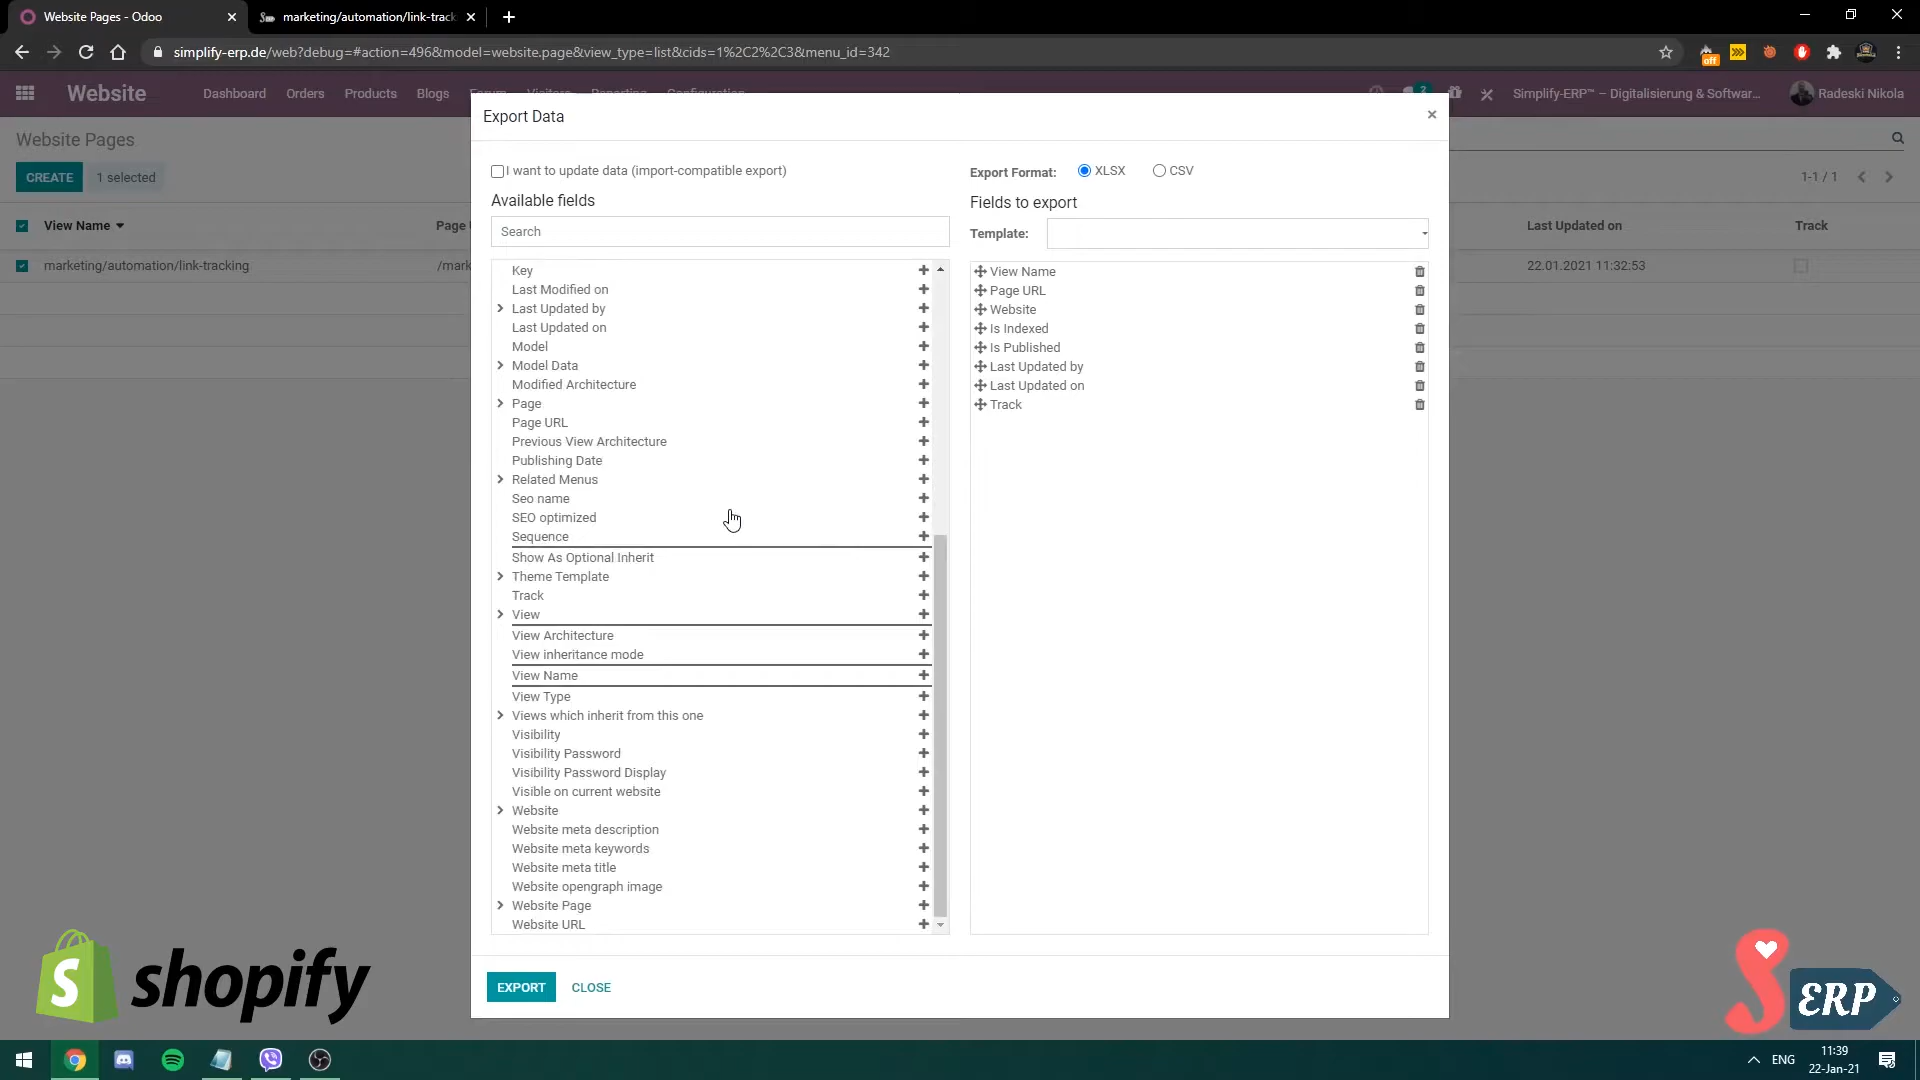 Website Pages - Odoo
marketing/automation/link-track
simplify-erp.de/web?debug=#action=496&model=website.page&view_type=list&cids=1%2C2%2C3&menu_id=342
off
Website
Dashboard
Orders
Products
Blogs
Forum
Visitors
Reporting
Configuration
2
Simplify-ERP™ – Digitalisierung & Softwar...
Radeski Nikola
Website Pages
CREATE
1 selected
1-1 / 1
View Name
Page
Last Updated on
Track
marketing/automation/link-tracking
/mark
22.01.2021 11:32:53
Export Data
×
I want to update data (import-compatible export)
Export Format:
XLSX
CSV
Available fields
Fields to export
Search
Template:
Key
Last Modified on
Last Updated by
Last Updated on
Model
Model Data
Modified Architecture
Page
Page URL
Previous View Architecture
Publishing Date
Related Menus
Seo name
SEO optimized
Sequence
Show As Optional Inherit
Theme Template
Track
View
View Architecture
View inheritance mode
View Name
View Type
Views which inherit from this one
Visibility
Visibility Password
Visibility Password Display
Visible on current website
Website
Website meta description
Website meta keywords
Website meta title
Website opengraph image
Website Page
Website URL
View Name
Page URL
Website
Is Indexed
Is Published
Last Updated by
Last Updated on
Track
EXPORT
CLOSE
S shopify
S ERP
ENG
11:39
22-Jan-21